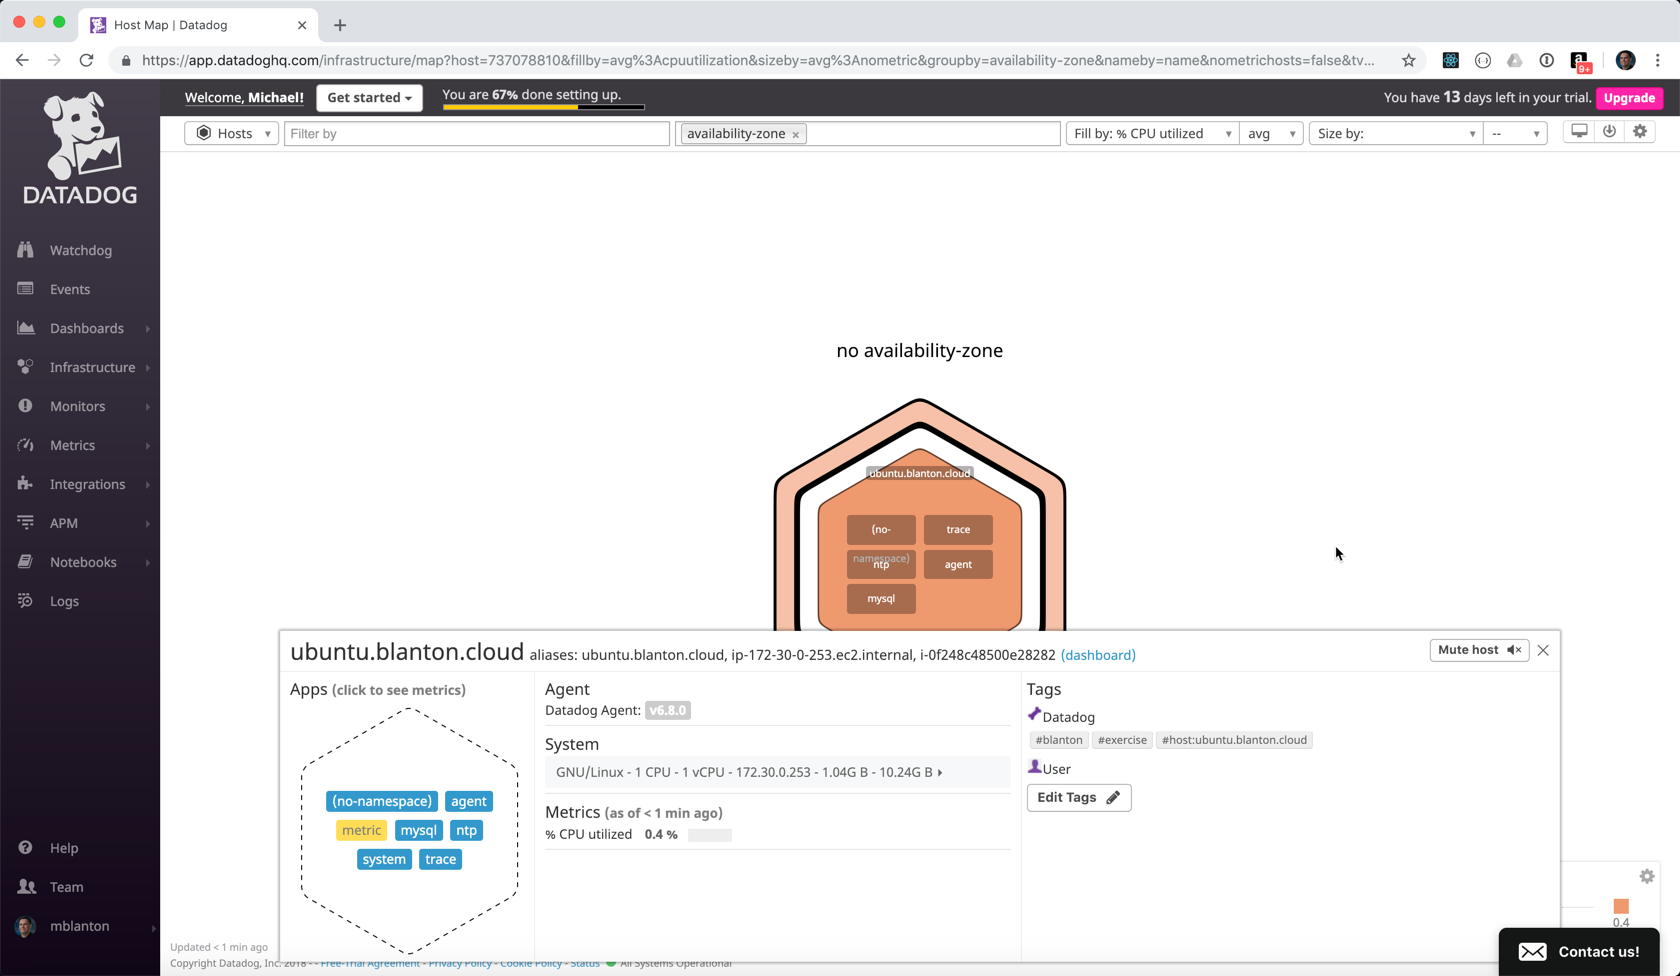 Host Map | Datadog
https://app.datadoghq.com/infrastructure/map?host=737078810&fillby=avg%3Acpuutilization&sizeby=avg%3Anometric&groupby=availability-zone&nameby=name&nometrichosts=false&tv...
a
9+
Welcome, Michael!
Get started
You are 67% done setting up.
You have 13 days left in your trial.
Upgrade
DATADOG
Hosts
Filter by
availability-zone ×
Fill by: % CPU utilized
avg
Size by:
--
Watchdog
Events
Dashboards
Infrastructure
Monitors
Metrics
Integrations
APM
Notebooks
Logs
Help
Team
mblanton
no availability-zone
ubuntu.blanton.cloud
(no-
namespace)
trace
ntp
agent
mysql
ubuntu.blanton.cloud aliases: ubuntu.blanton.cloud, ip-172-30-0-253.ec2.internal, i-0f248c48500e28282 (dashboard)
Mute host
Apps (click to see metrics)
(no-namespace) agent
metric mysql ntp
system trace
Agent
Datadog Agent: v6.8.0
System
GNU/Linux - 1 CPU - 1 vCPU - 172.30.0.253 - 1.04G B - 10.24G B
Metrics (as of < 1 min ago)
% CPU utilized 0.4 %
Tags
Datadog
#blanton #exercise #host:ubuntu.blanton.cloud
User
Edit Tags
0.4
Updated < 1 min ago
Copyright Datadog, Inc. 2018 - - Free-Trial Agreement - Privacy Policy - Cookie Policy - Status All Systems Operational
Contact us!